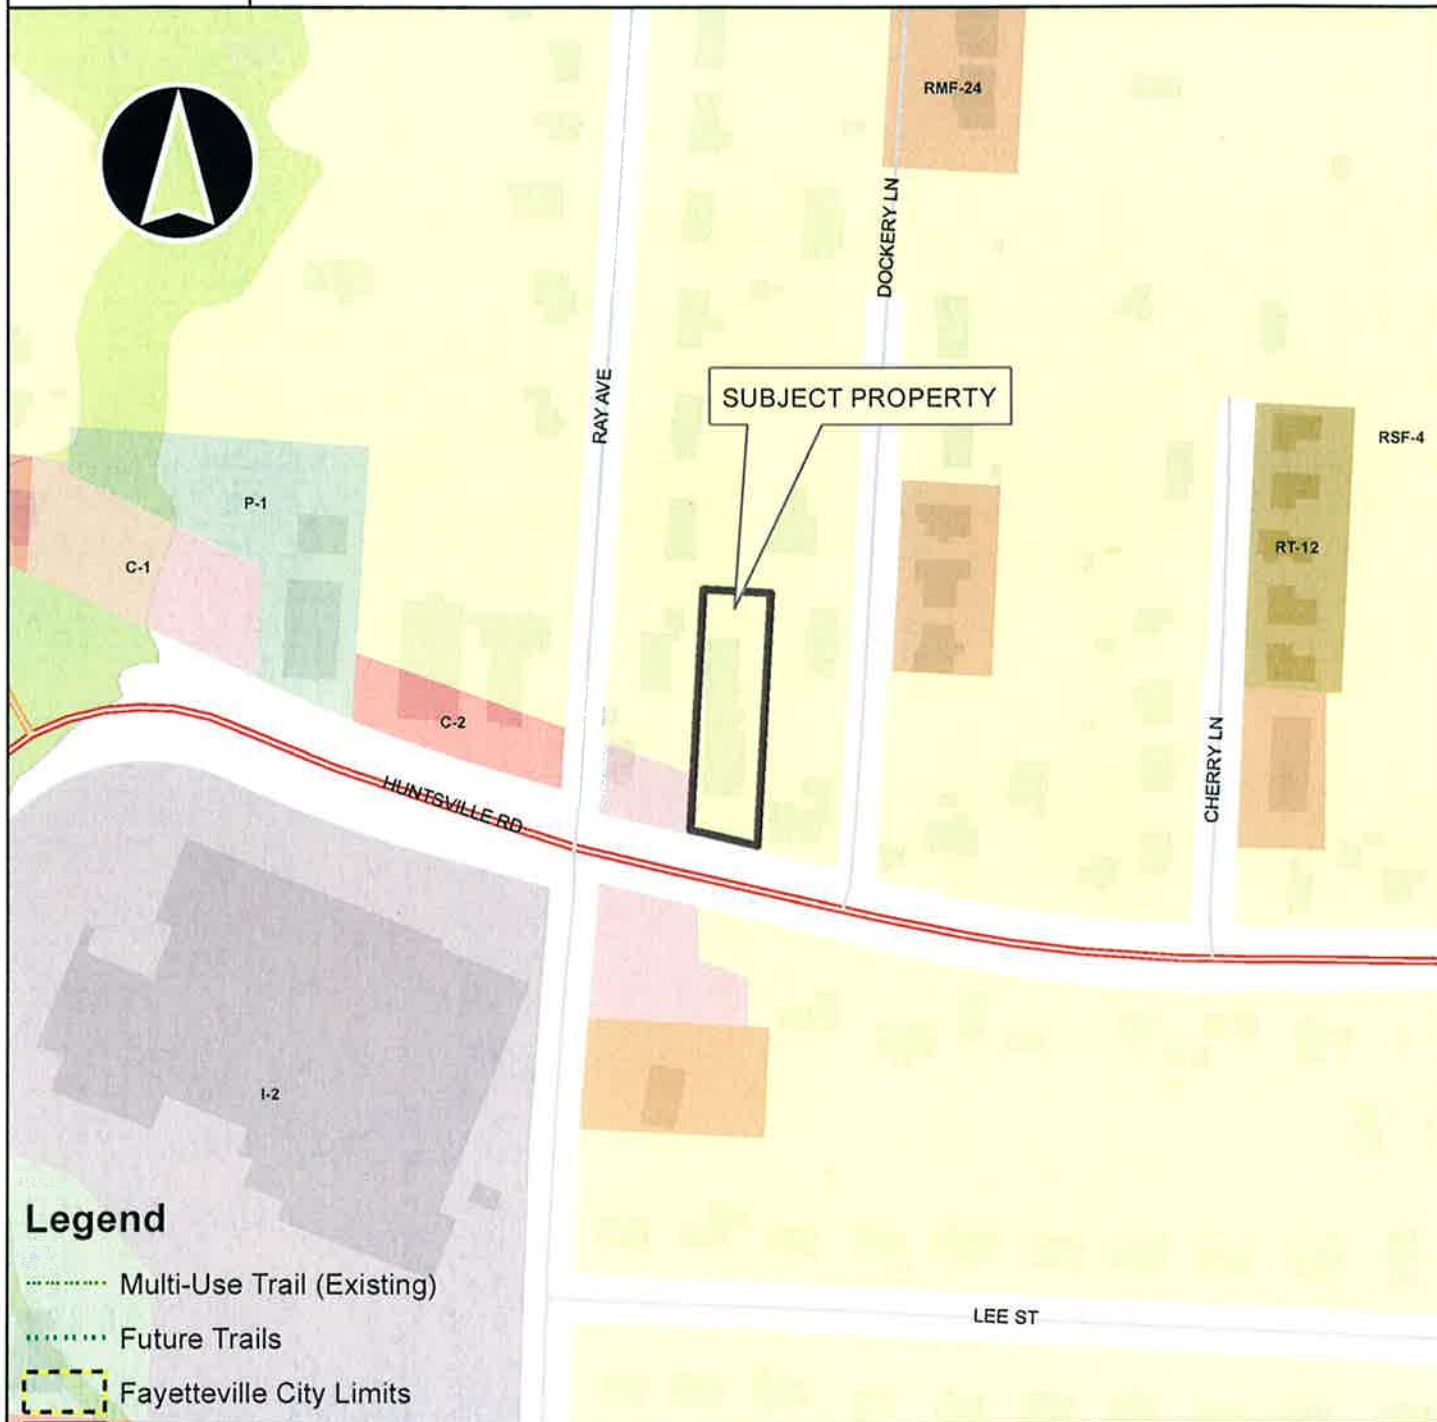 RMF-24
DOCKERY LN
RAY AVE
SUBJECT PROPERTY
RSF-4
P-1
C-1
RT-12
C-2
CHERRY LN
HUNTSVILLE RD
I-2
Legend
Multi-Use Trail (Existing)
LEE ST
Future Trails
Fayetteville City Limits